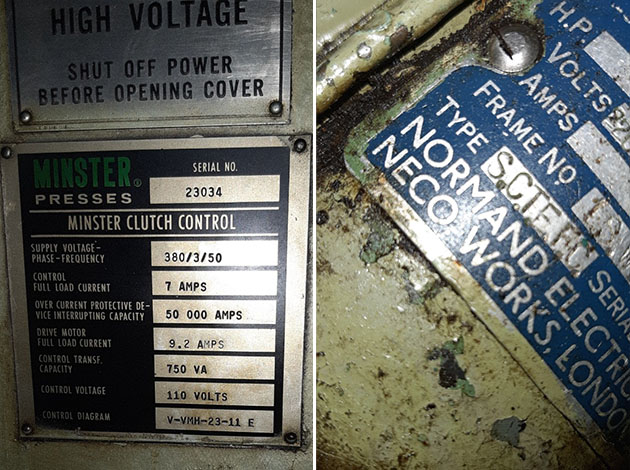 HIGH VOLTAGE
SHUT OFF POWER
BEFORE OPENING COVER
MINSTER®
PRESSES
SERIAL NO.
23034
MINSTER CLUTCH CONTROL
SUPPLY VOLTAGE-
PHASE-FREQUENCY
380/3/50
CONTROL
FULL LOAD CURRENT
7 AMPS
OVER CURRENT PROTECTIVE DE-
VICE INTERRUPTING CAPACITY
50 000 AMPS
DRIVE MOTOR
FULL LOAD CURRENT
9.2 AMPS
CONTROL TRANSF.
CAPACITY
750 VA
CONTROL VOLTAGE
110 VOLTS
CONTROL DIAGRAM
V-VMH-23-11 E
H.P.
VOLTS
AMPS
FRAME NO
TYPE
SERIAL
NORMAND ELECTRIC
NECO WORKS, LONDON